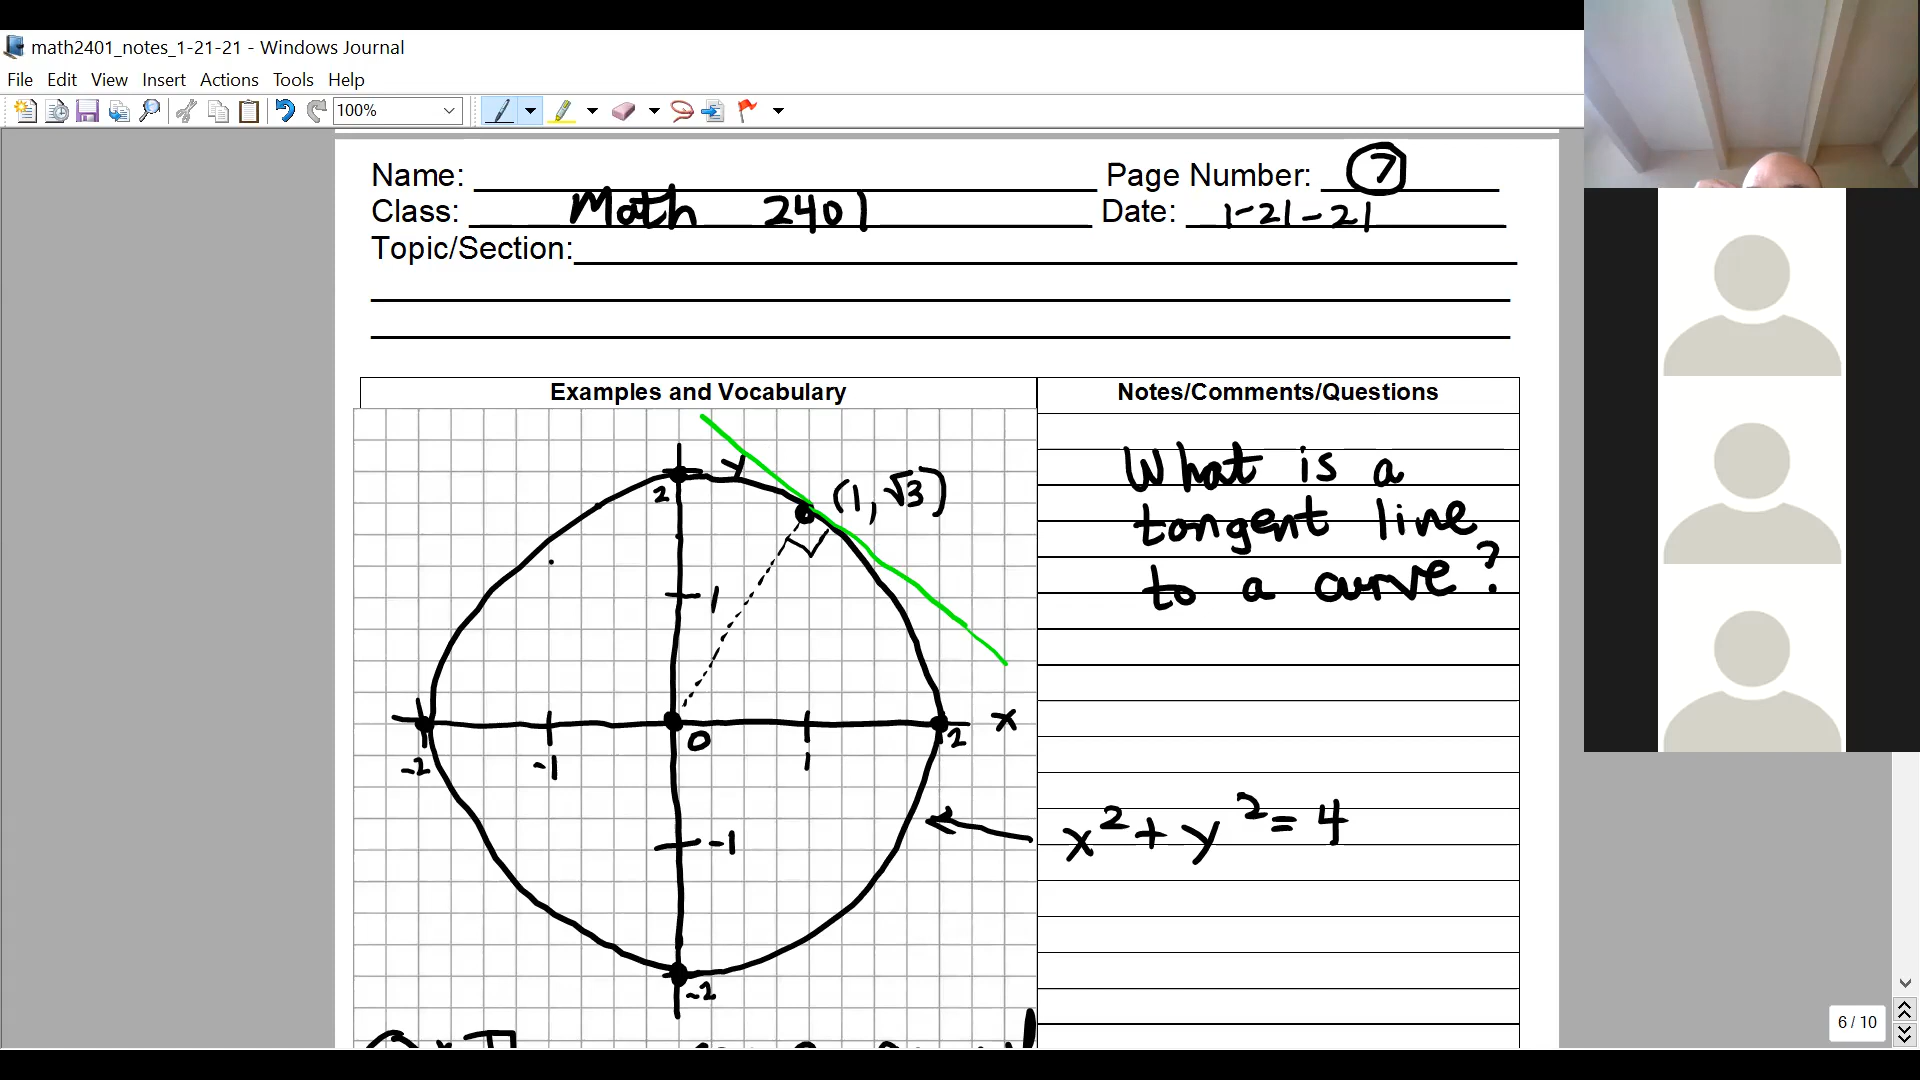 math2401_notes_1-21-21 - Windows Journal
File Edit View Insert Actions Tools Help
100%
Name: Page Number: 7
Class: Math 2401 Date: 1-21-21
Topic/Section:
Examples and Vocabulary
Notes/Comments/Questions
y
2
(1, √3)
1
0
x
-2
-1
1
2
-1
-2
What is a
tangent line
to a curve?
x² + y² = 4
6 / 10